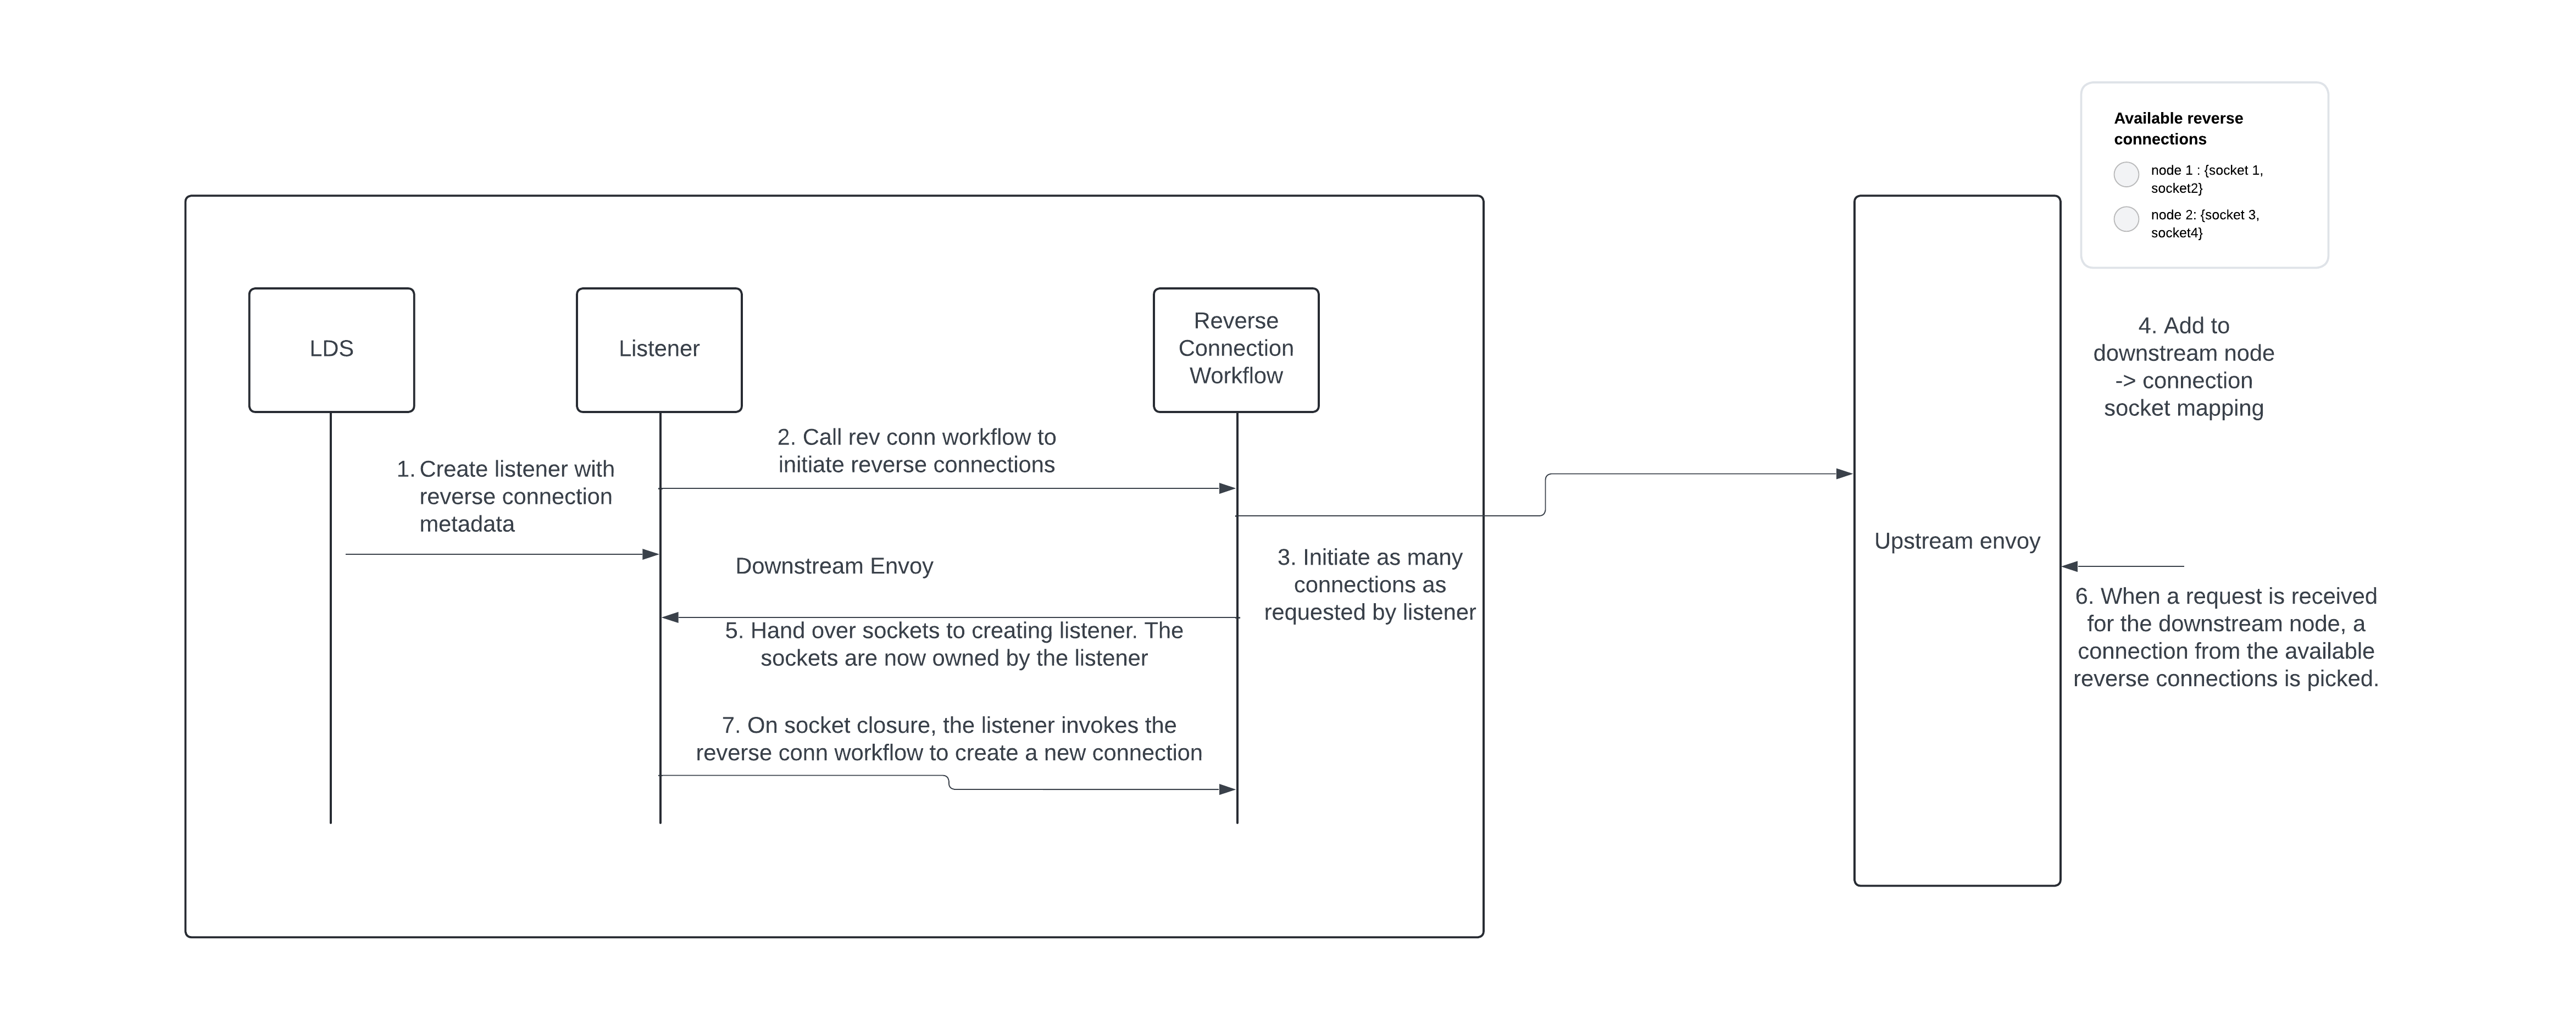 Available reverse
connections
node 1 : {socket 1,
socket2}
node 2: {socket 3,
socket4}
LDS
Listener
Reverse
Connection
Workflow
4. Add to
downstream node
-> connection
socket mapping
2. Call rev conn workflow to
initiate reverse connections
1. Create listener with
reverse connection
metadata
Downstream Envoy
3. Initiate as many
connections as
requested by listener
Upstream envoy
5. Hand over sockets to creating listener. The
sockets are now owned by the listener
6. When a request is received
for the downstream node, a
connection from the available
reverse connections is picked.
7. On socket closure, the listener invokes the
reverse conn workflow to create a new connection